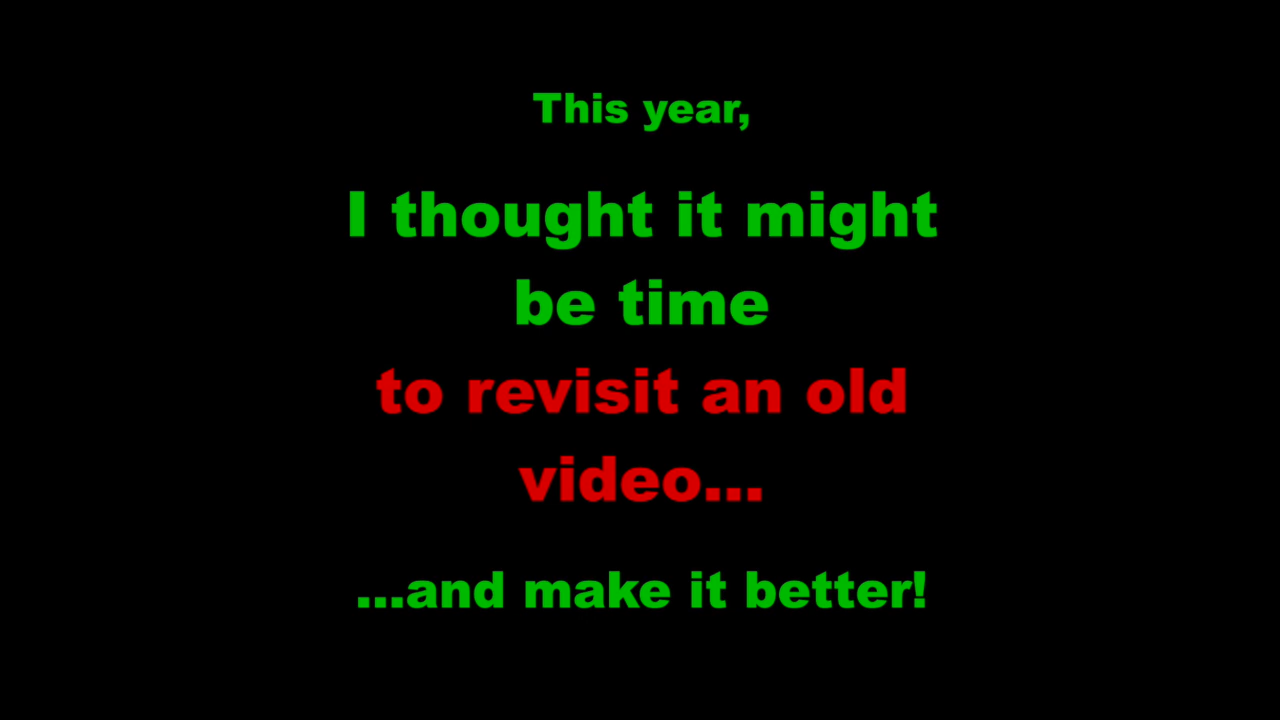 This year,
I thought it might
be time
to revisit an old
video...
...and make it better!